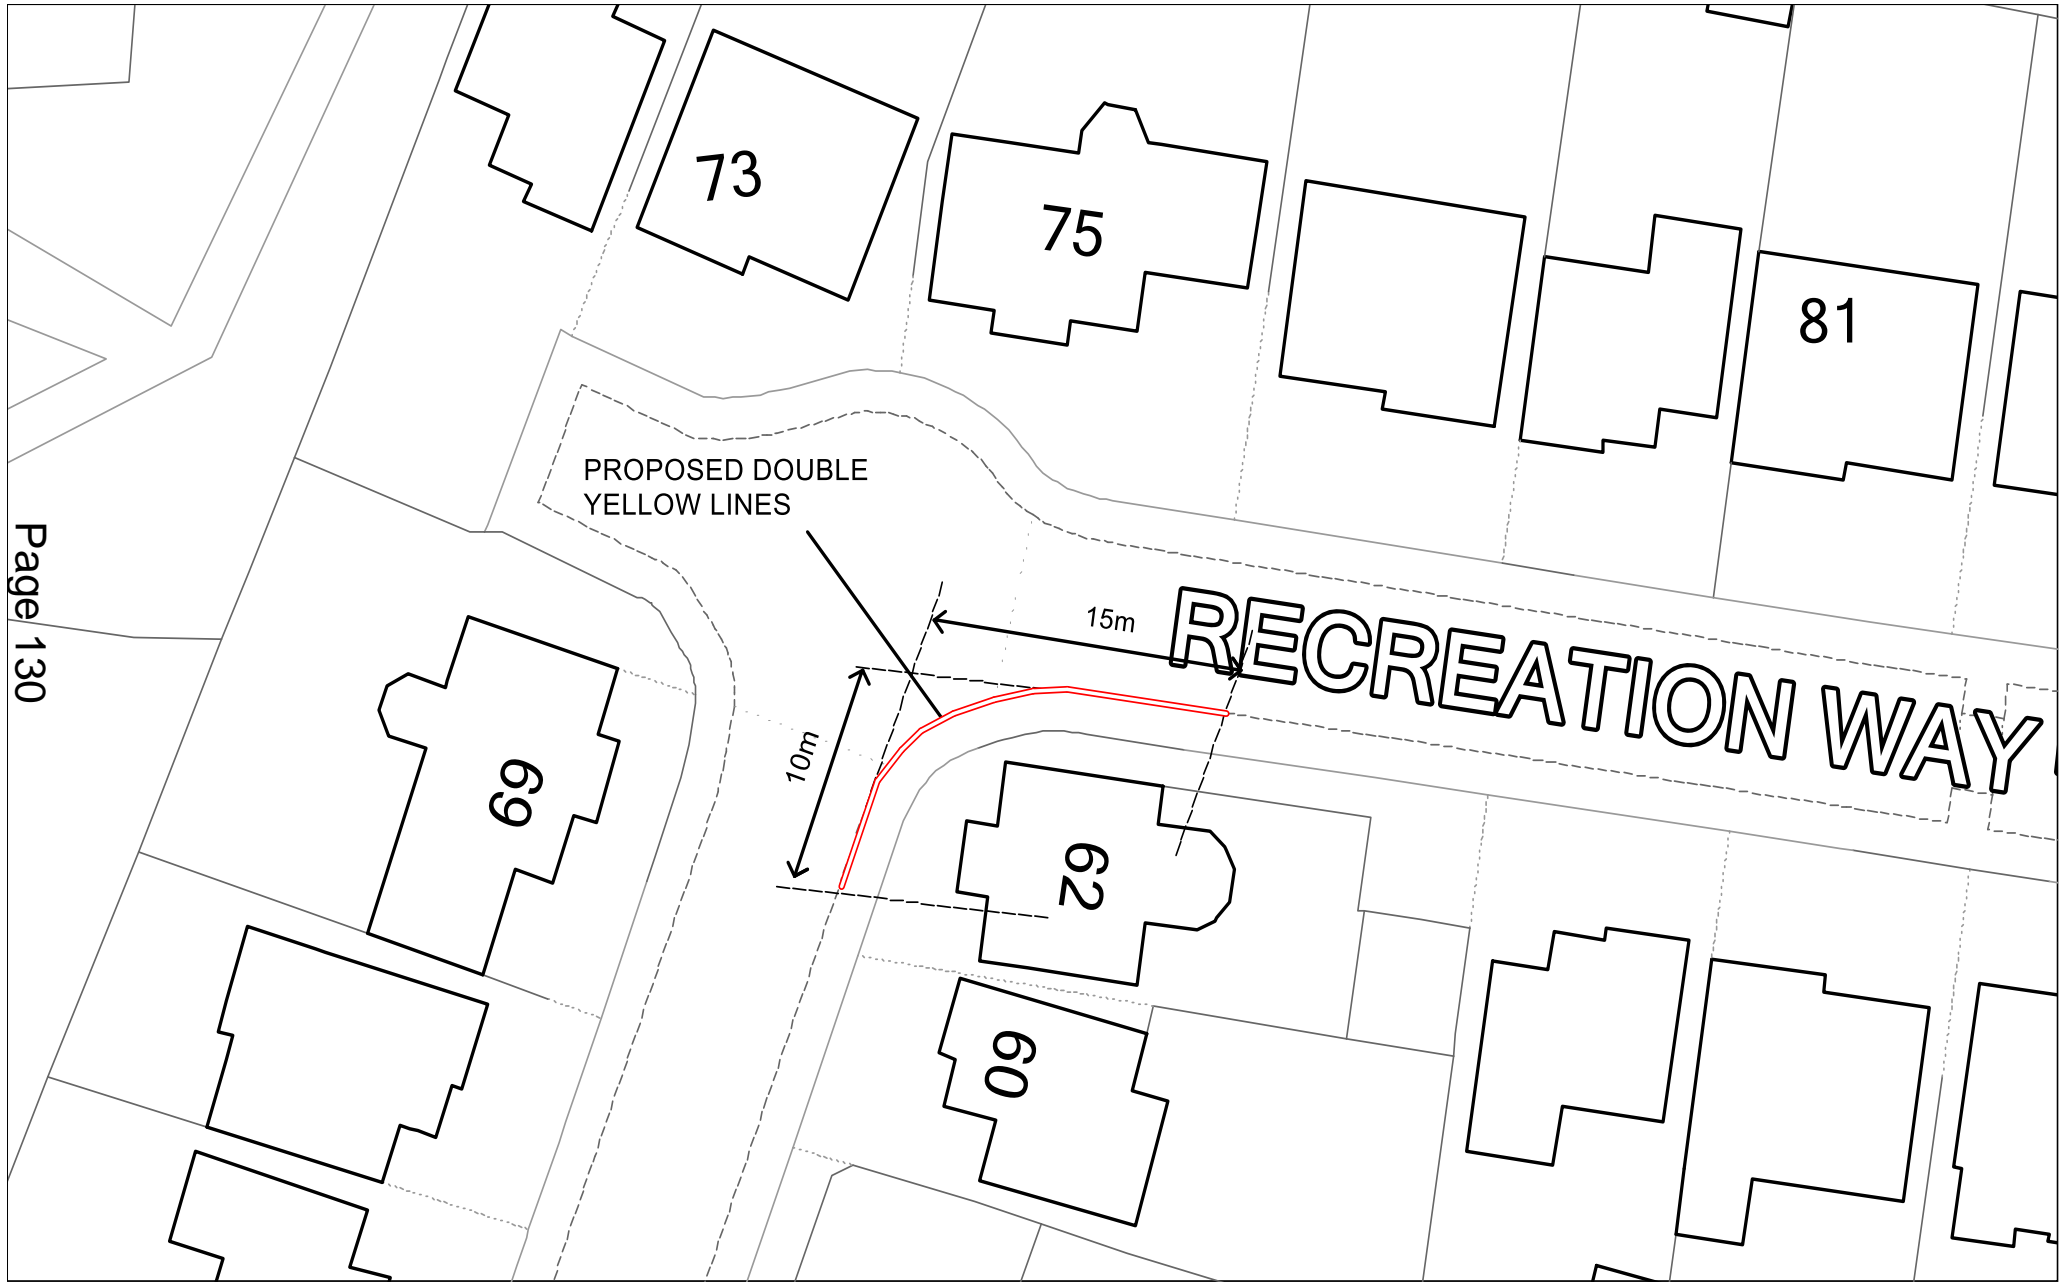 73
75
81
PROPOSED DOUBLE
YELLOW LINES
15m
RECREATION WAY
10m
69
62
60
Page 130